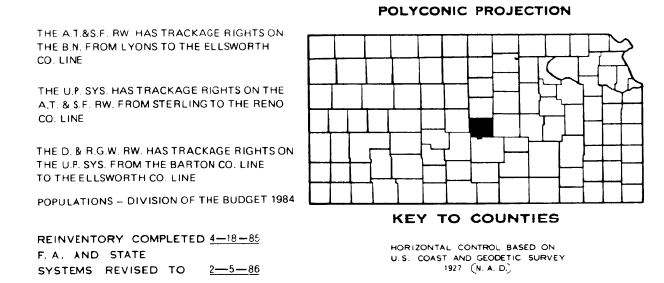 THE A.T.&S.F. RW HAS TRACKAGE RIGHTS ON
THE B.N. FROM LYONS TO THE ELLSWORTH
CO. LINE
THE U.P. SYS. HAS TRACKAGE RIGHTS ON THE
A.T. & S.F. RW. FROM STERLING TO THE RENO
CO. LINE
THE D. & R.G.W. RW. HAS TRACKAGE RIGHTS ON
THE U.P. SYS. FROM THE BARTON CO. LINE
TO THE ELLSWORTH CO. LINE
POPULATIONS – DIVISION OF THE BUDGET 1984
REINVENTORY COMPLETED 4–18–85
F. A. AND STATE
SYSTEMS REVISED TO 2–5–86
POLYCONIC PROJECTION
KEY TO COUNTIES
HORIZONTAL CONTROL BASED ON
U.S. COAST AND GEODETIC SURVEY
1927 (N. A. D.)